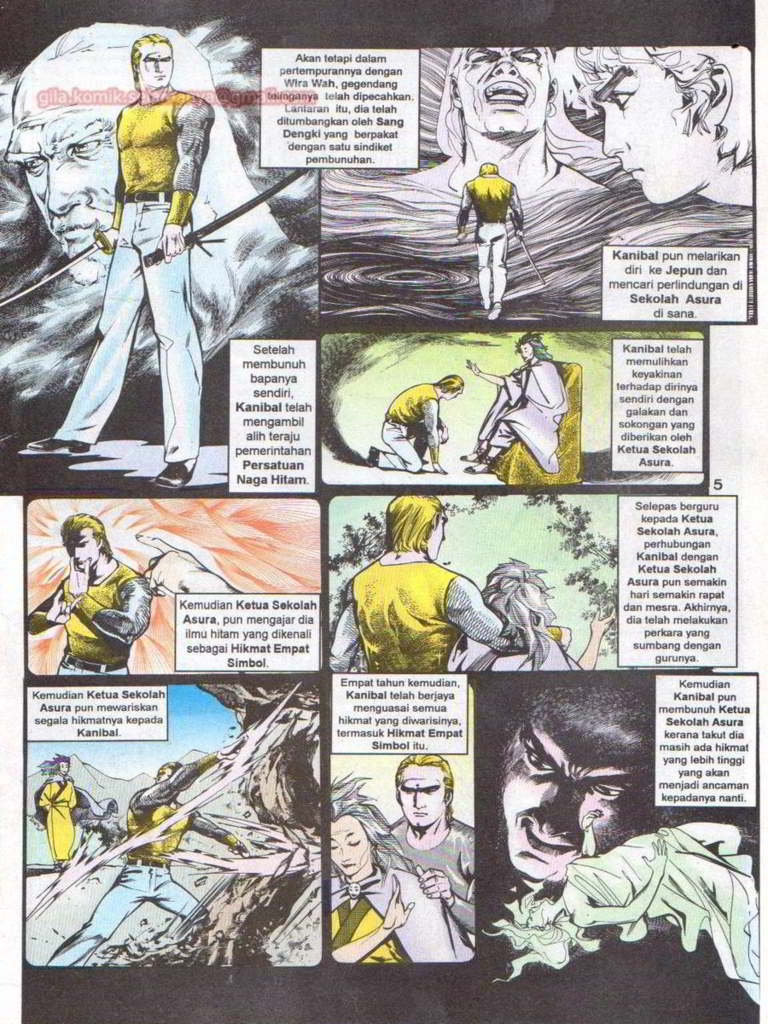 Setelah
membunuh
bapanya
sendiri,
Kanibal telah
mengambil
alih teraju
pemerintahan
Persatuan
Naga Hitam.
Akan tetapi dalam
pertempurannya dengan
Wira Wah, gegendang
telinganya telah dipecahkan.
Lantaran itu, dia telah
ditumbangkan oleh Sang
Dengki yang berpakat
dengan satu sindiket
pembunuhan.
Kanibal pun melarikan
diri ke Jepun dan
mencari perlindungan di
Sekolah Asura
di sana.
Kanibal telah
memulihkan
keyakinan
terhadap dirinya
sendiri dengan
galakan dan
sokongan yang
diberikan oleh
Ketua Sekolah
Asura.
5
Kemudian Ketua Sekolah
Asura, pun mengajar dia
ilmu hitam yang dikenali
sebagai Hikmat Empat
Simbol.
Selepas berguru
kepada Ketua
Sekolah Asura,
perhubungan
Kanibal dengan
Ketua Sekolah
Asura pun semakin
hari semakin rapat
dan mesra. Akhirnya,
dia telah melakukan
perkara yang
sumbang dengan
gurunya.
Kemudian Ketua Sekolah
Asura pun mewariskan
segala hikmatnya kepada
Kanibal.
Empat tahun kemudian,
Kanibal telah berjaya
menguasai semua
hikmat yang diwarisinya,
termasuk Hikmat Empat
Simbol itu.
Kemudian
Kanibal pun
membunuh Ketua
Sekolah Asura
kerana takut dia
masih ada hikmat
yang lebih tinggi
yang akan
menjadi ancaman
kepadanya nanti.